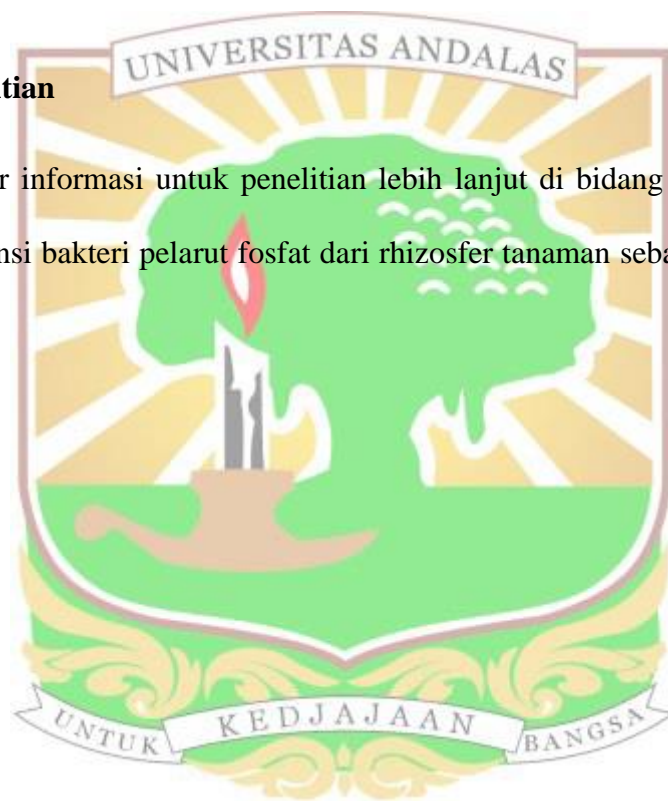 UNIVERSITAS ANDALAS
itian
r informasi untuk penelitian lebih lanjut di bidang
nsi bakteri pelarut fosfat dari rhizosfer tanaman seba
UNTUK KEDJAJAAN BANGSA